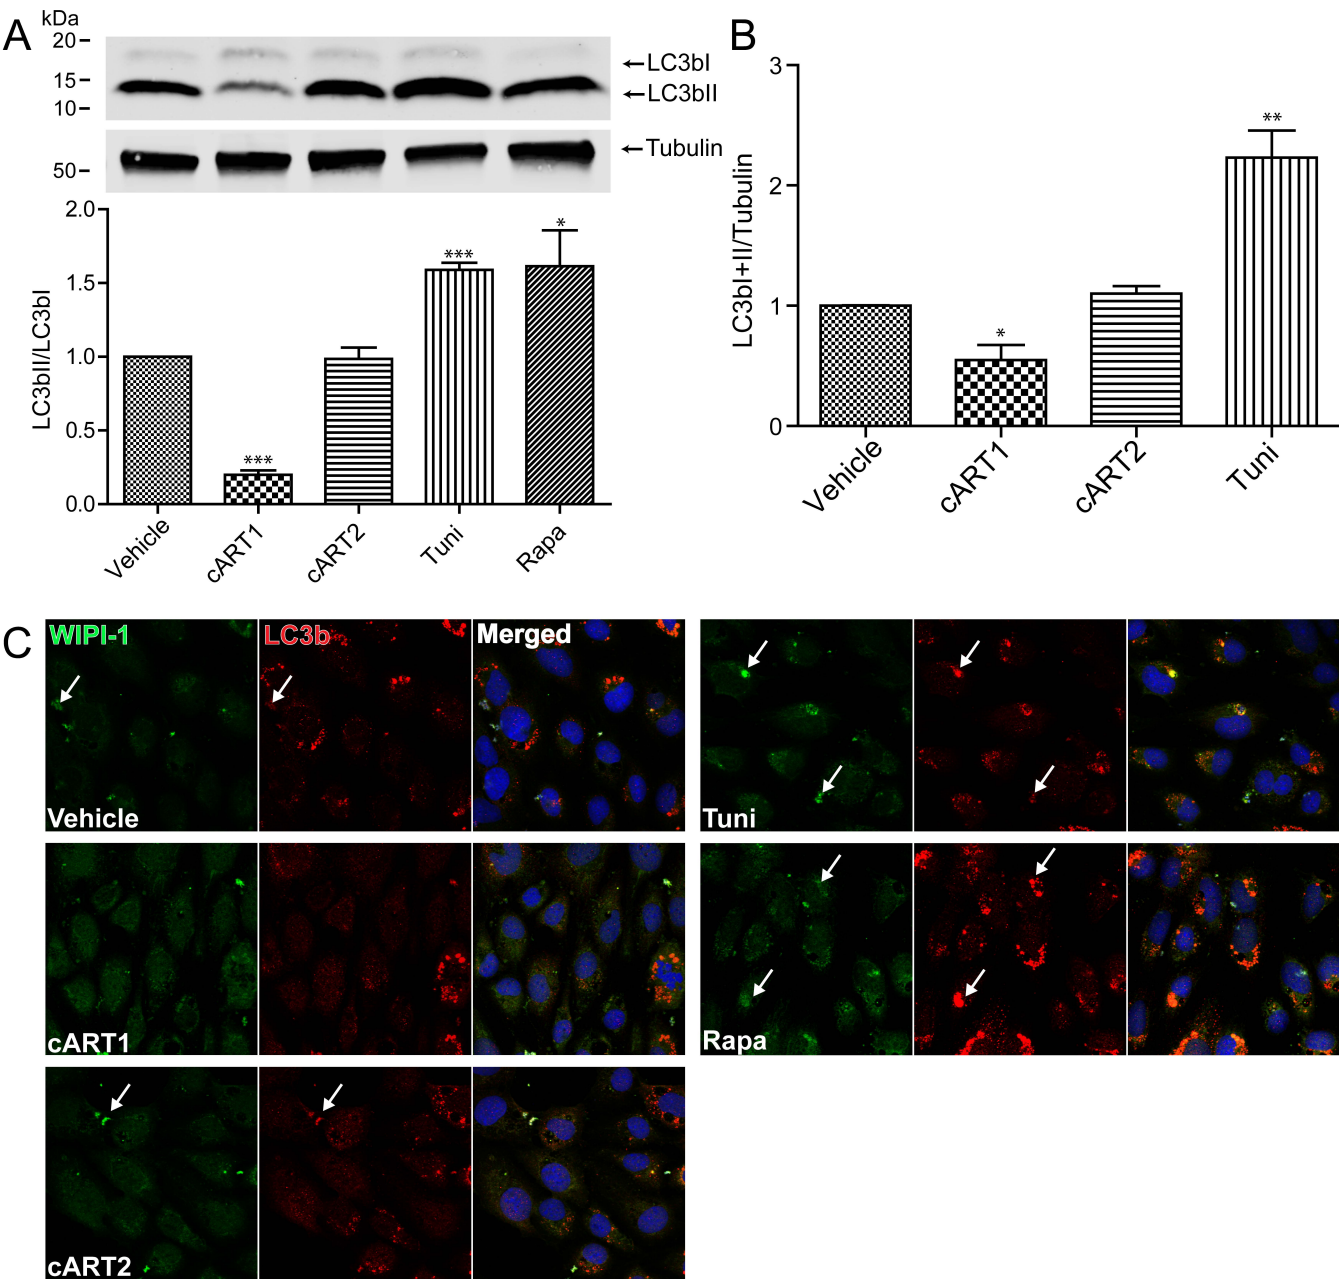 A
kDa
20
15
10
50
←LC3bI
←LC3bII
←Tubulin
LC3bII/LC3bI
2.0
1.5
1.0
0.5
0.0
***
***
*
Vehicle
cART1
cART2
Tuni
Rapa
B
LC3bI+II/Tubulin
3
2
1
0
*
**
Vehicle
cART1
cART2
Tuni
C
WIPI-1
LC3b
Merged
Vehicle
cART1
cART2
Tuni
Rapa